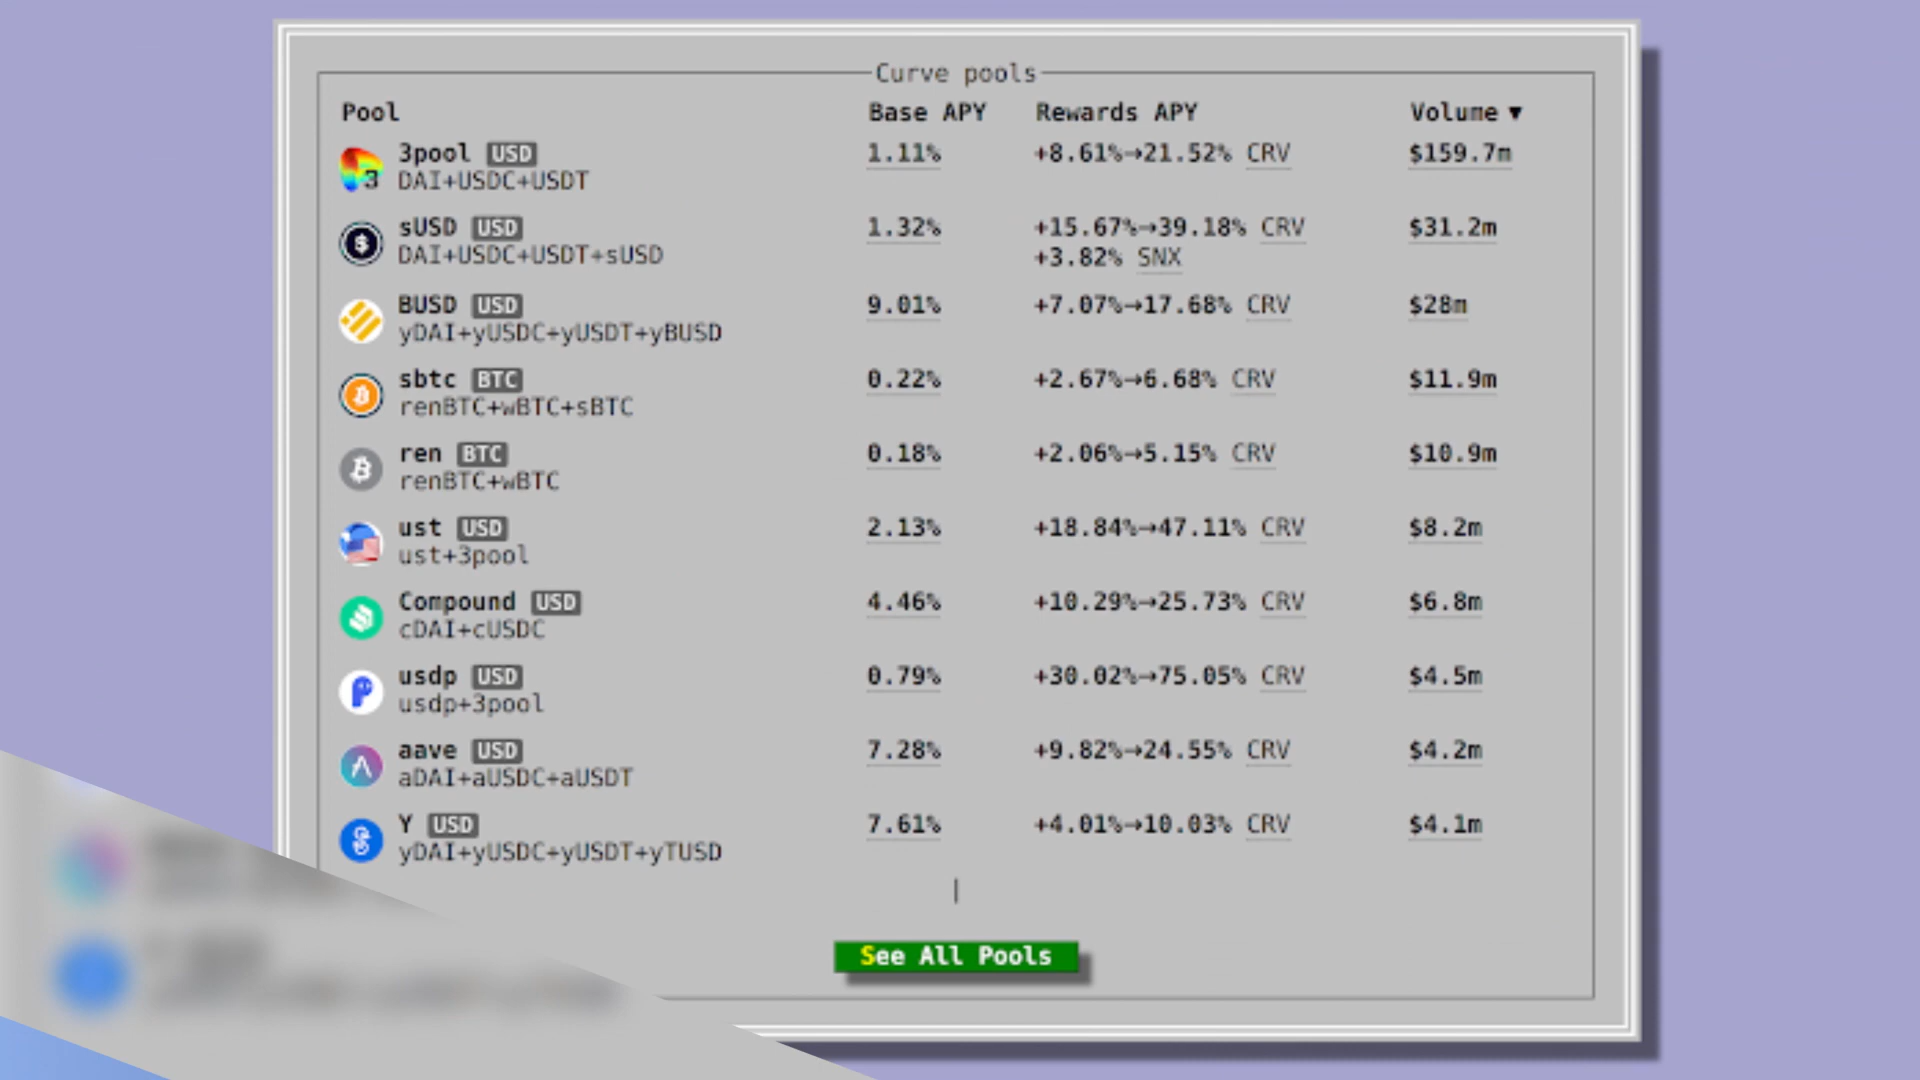 Curve pools
Pool Base APY Rewards APY Volume ▼
3pool USD 1.11% +8.61%→21.52% CRV $159.7m
DAI+USDC+USDT
sUSD USD 1.32% +15.67%→39.18% CRV $31.2m
DAI+USDC+USDT+sUSD +3.82% SNX
BUSD USD 9.01% +7.07%→17.68% CRV $28m
yDAI+yUSDC+yUSDT+yBUSD
sbtc BTC 0.22% +2.67%→6.68% CRV $11.9m
renBTC+wBTC+sBTC
ren BTC 0.18% +2.06%→5.15% CRV $10.9m
renBTC+wBTC
ust USD 2.13% +18.84%→47.11% CRV $8.2m
ust+3pool
Compound USD 4.46% +10.29%→25.73% CRV $6.8m
cDAI+cUSDC
usdp USD 0.79% +30.02%→75.05% CRV $4.5m
usdp+3pool
aave USD 7.28% +9.82%→24.55% CRV $4.2m
aDAI+aUSDC+aUSDT
Y USD 7.61% +4.01%→10.03% CRV $4.1m
yDAI+yUSDC+yUSDT+yTUSD
See All Pools